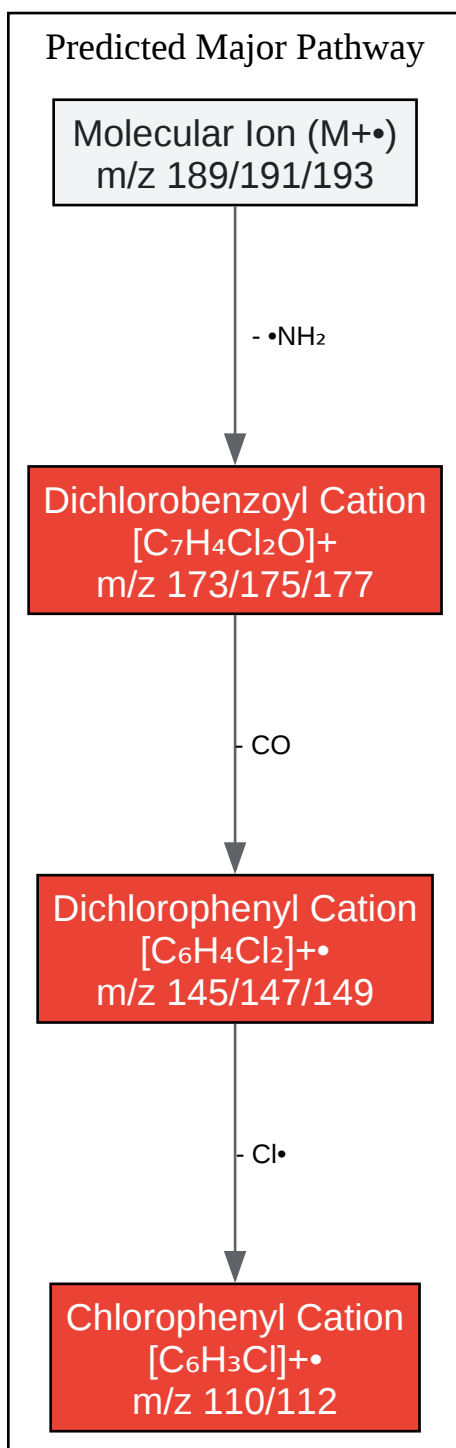 Predicted Major Pathway
Molecular Ion (M+•)
m/z 189/191/193
- •NH₂
Dichlorobenzoyl Cation
[C₇H₄Cl₂O]+
m/z 173/175/177
- CO
Dichlorophenyl Cation
[C₆H₄Cl₂]+•
m/z 145/147/149
- Cl•
Chlorophenyl Cation
[C₆H₃Cl]+•
m/z 110/112